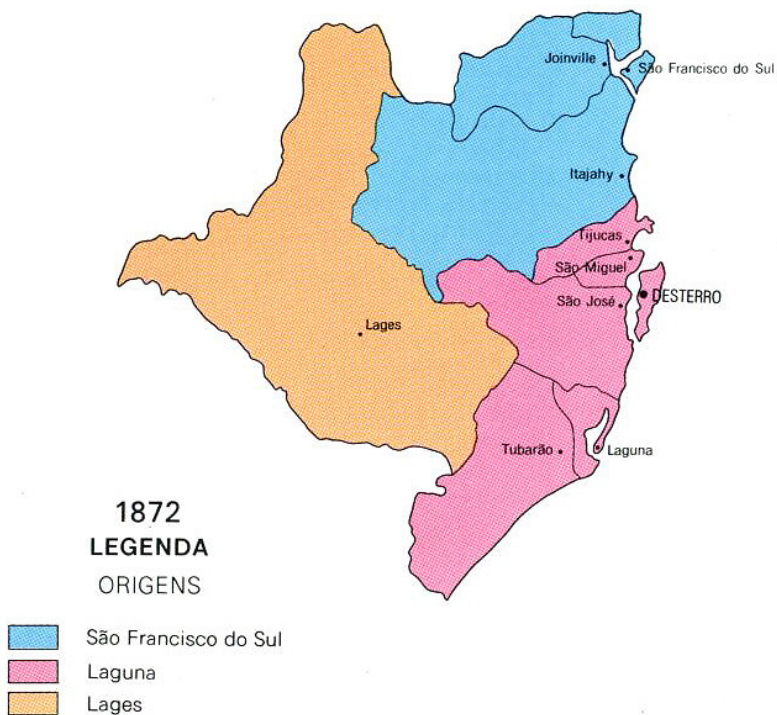 Joinville
São Francisco do Sul
Itajahy
Tijucas
São Miguel
DESTERRO
São José
Lages
Tubarão
Laguna
1872
LEGENDA
ORIGENS
São Francisco do Sul
Laguna
Lages